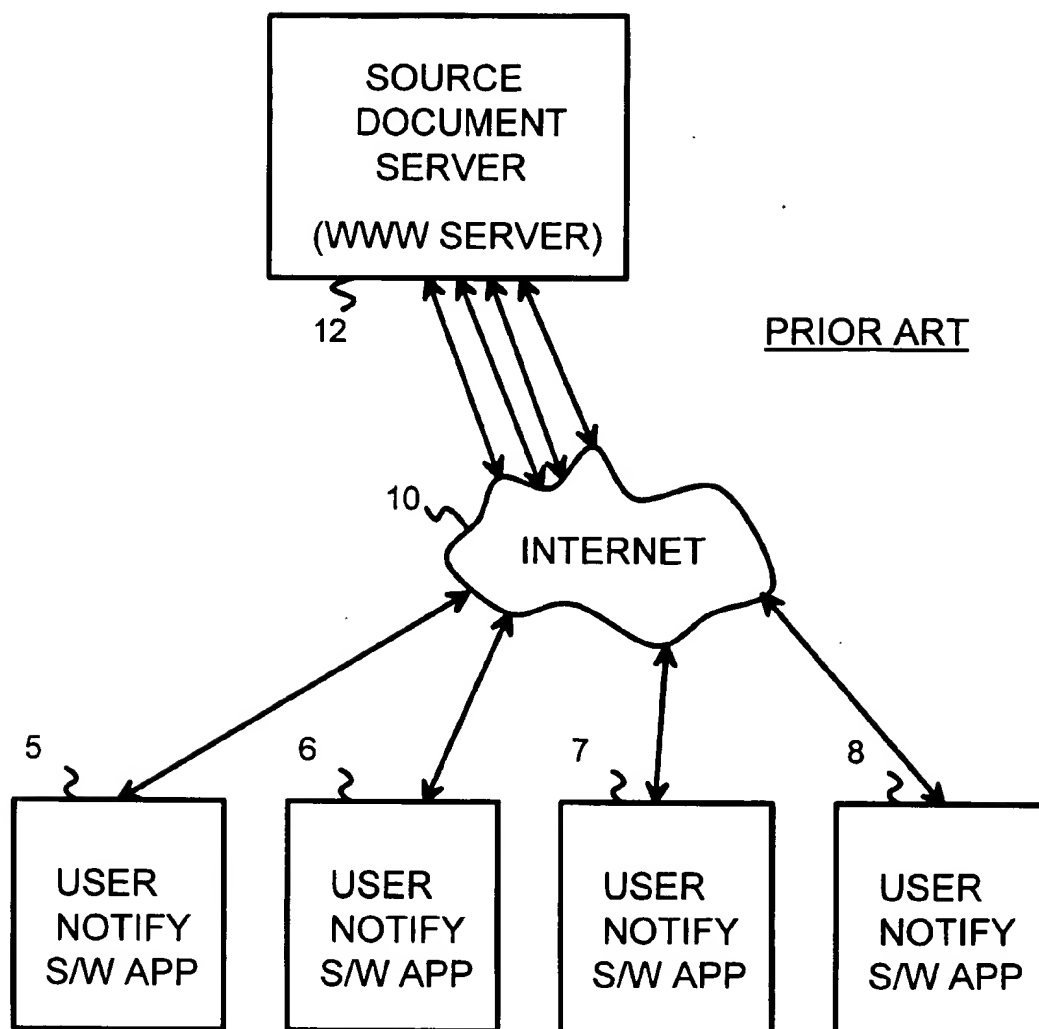 SOURCE
DOCUMENT
SERVER
(WWW SERVER)
12
PRIOR ART
10
INTERNET
5
6
7
8
USER
NOTIFY
S/W APP
USER
NOTIFY
S/W APP
USER
NOTIFY
S/W APP
USER
NOTIFY
S/W APP